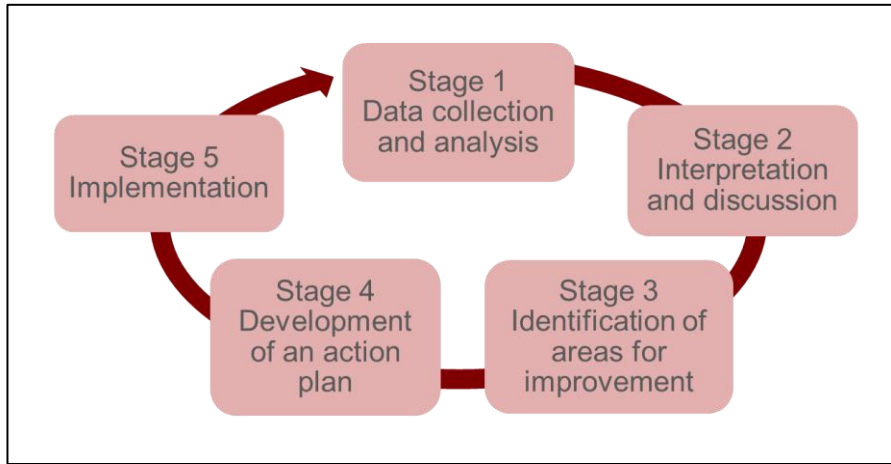 Stage 1
Data collection
and analysis
Stage 2
Interpretation
and discussion
Stage 3
Identification of
areas for
improvement
Stage 4
Development
of an action
plan
Stage 5
Implementation